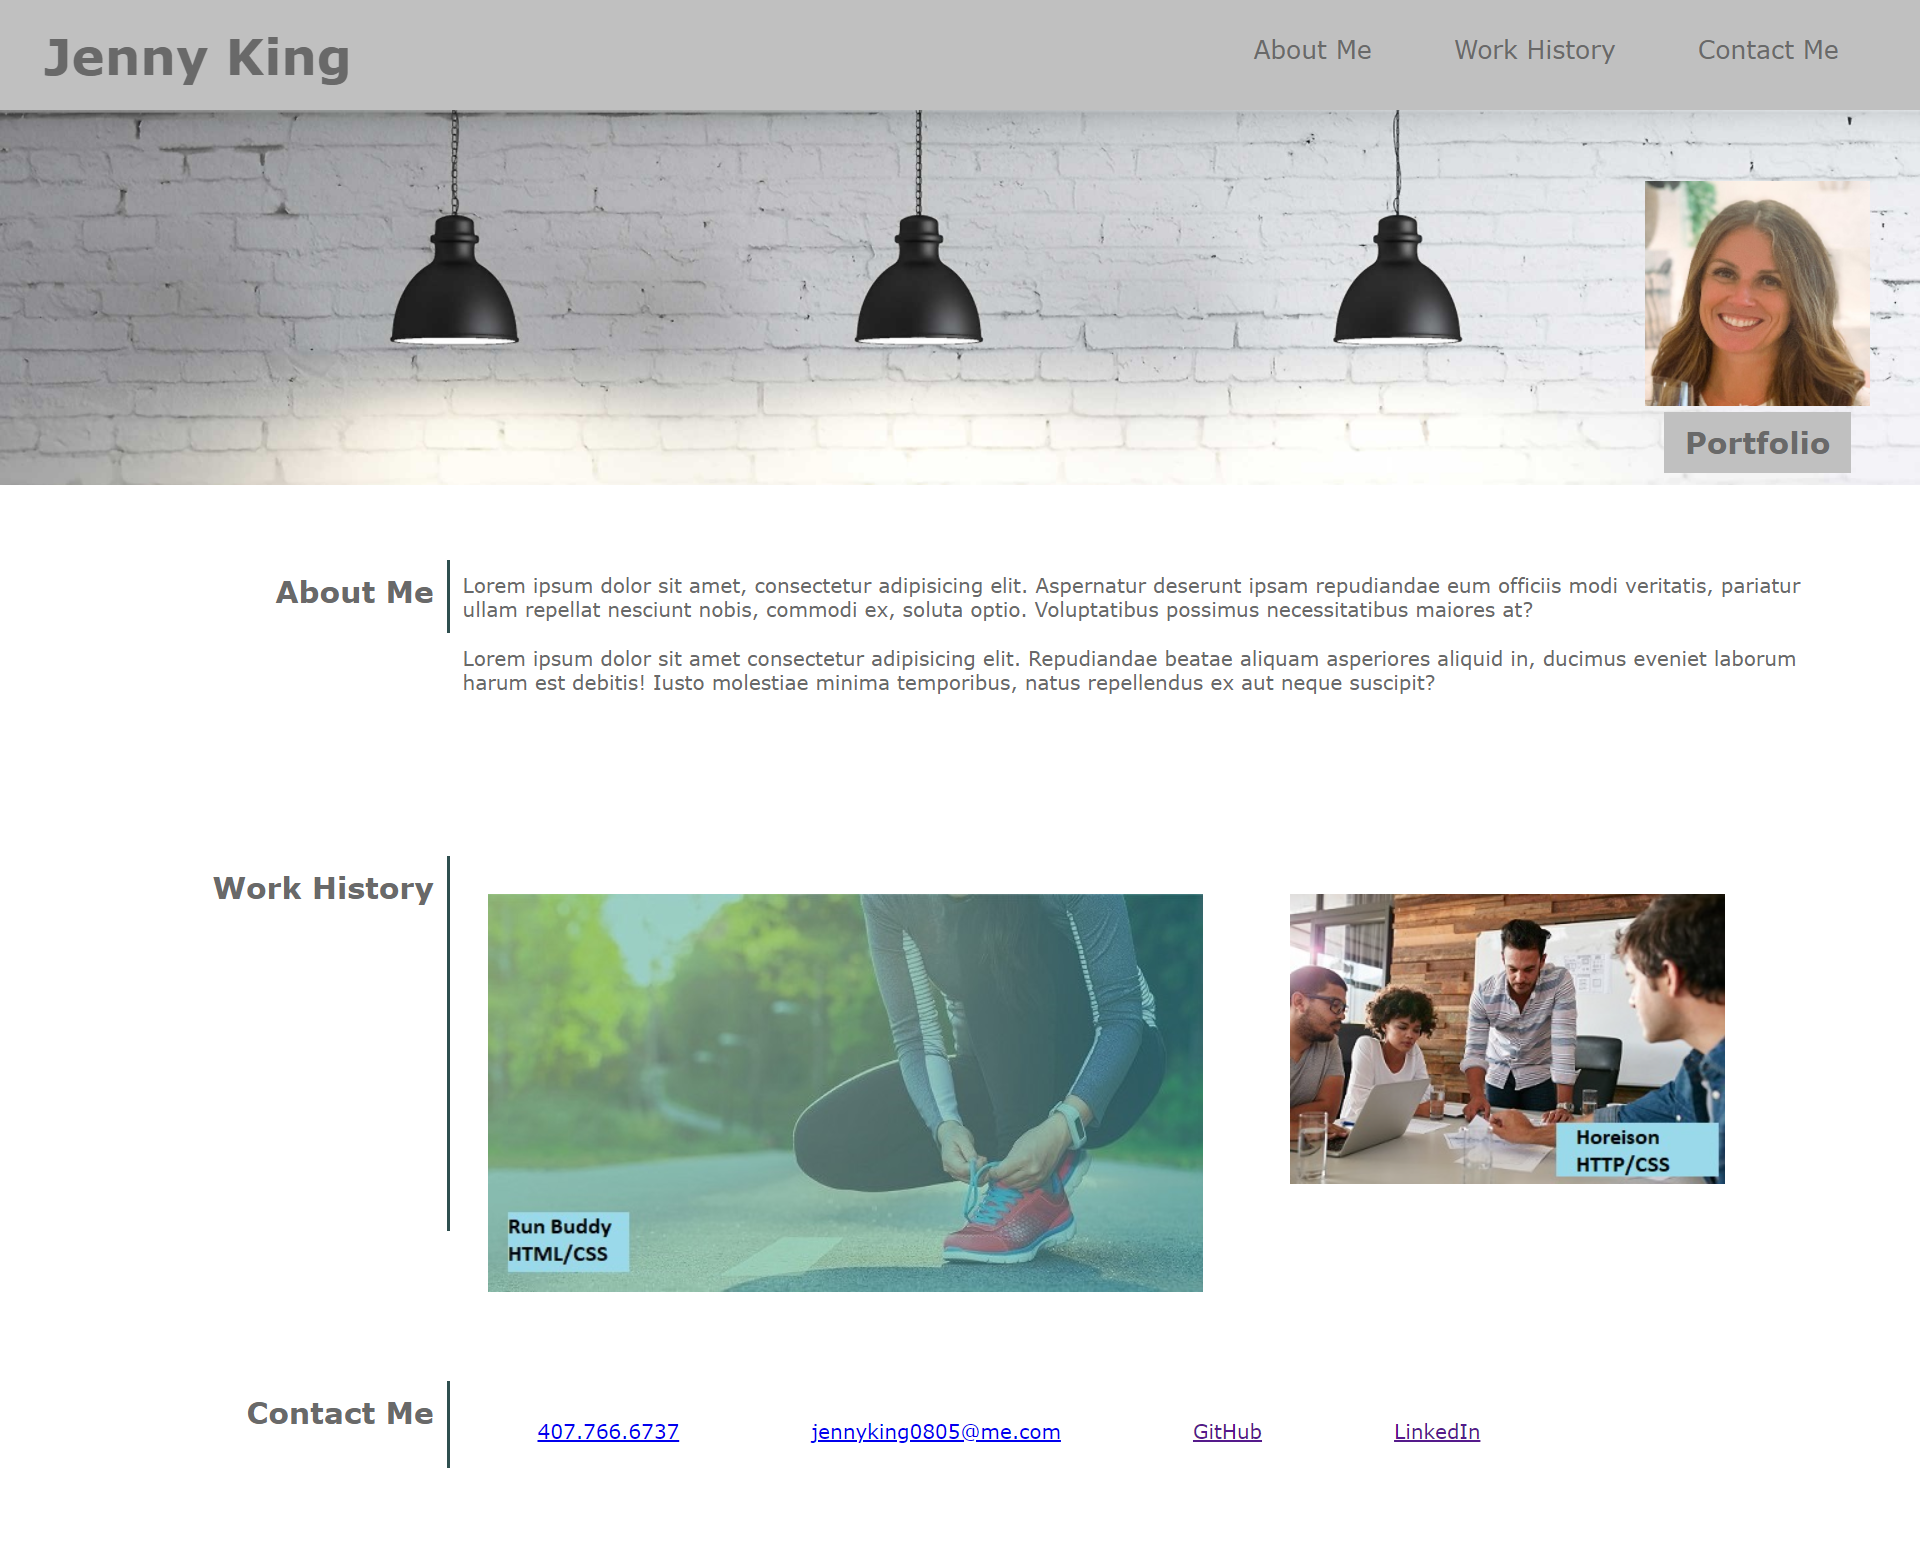 Jenny King
About Me
Work History
Contact Me
Portfolio
About Me
Lorem ipsum dolor sit amet, consectetur adipisicing elit. Aspernatur deserunt ipsam repudiandae eum officiis modi veritatis, pariatur
ullam repellat nesciunt nobis, commodi ex, soluta optio. Voluptatibus possimus necessitatibus maiores at?
Lorem ipsum dolor sit amet consectetur adipisicing elit. Repudiandae beatae aliquam asperiores aliquid in, ducimus eveniet laborum
harum est debitis! Iusto molestiae minima temporibus, natus repellendus ex aut neque suscipit?
Work History
Run Buddy
HTML/CSS
Horeison
HTTP/CSS
Contact Me
407.766.6737
jennyking0805@me.com
GitHub
LinkedIn